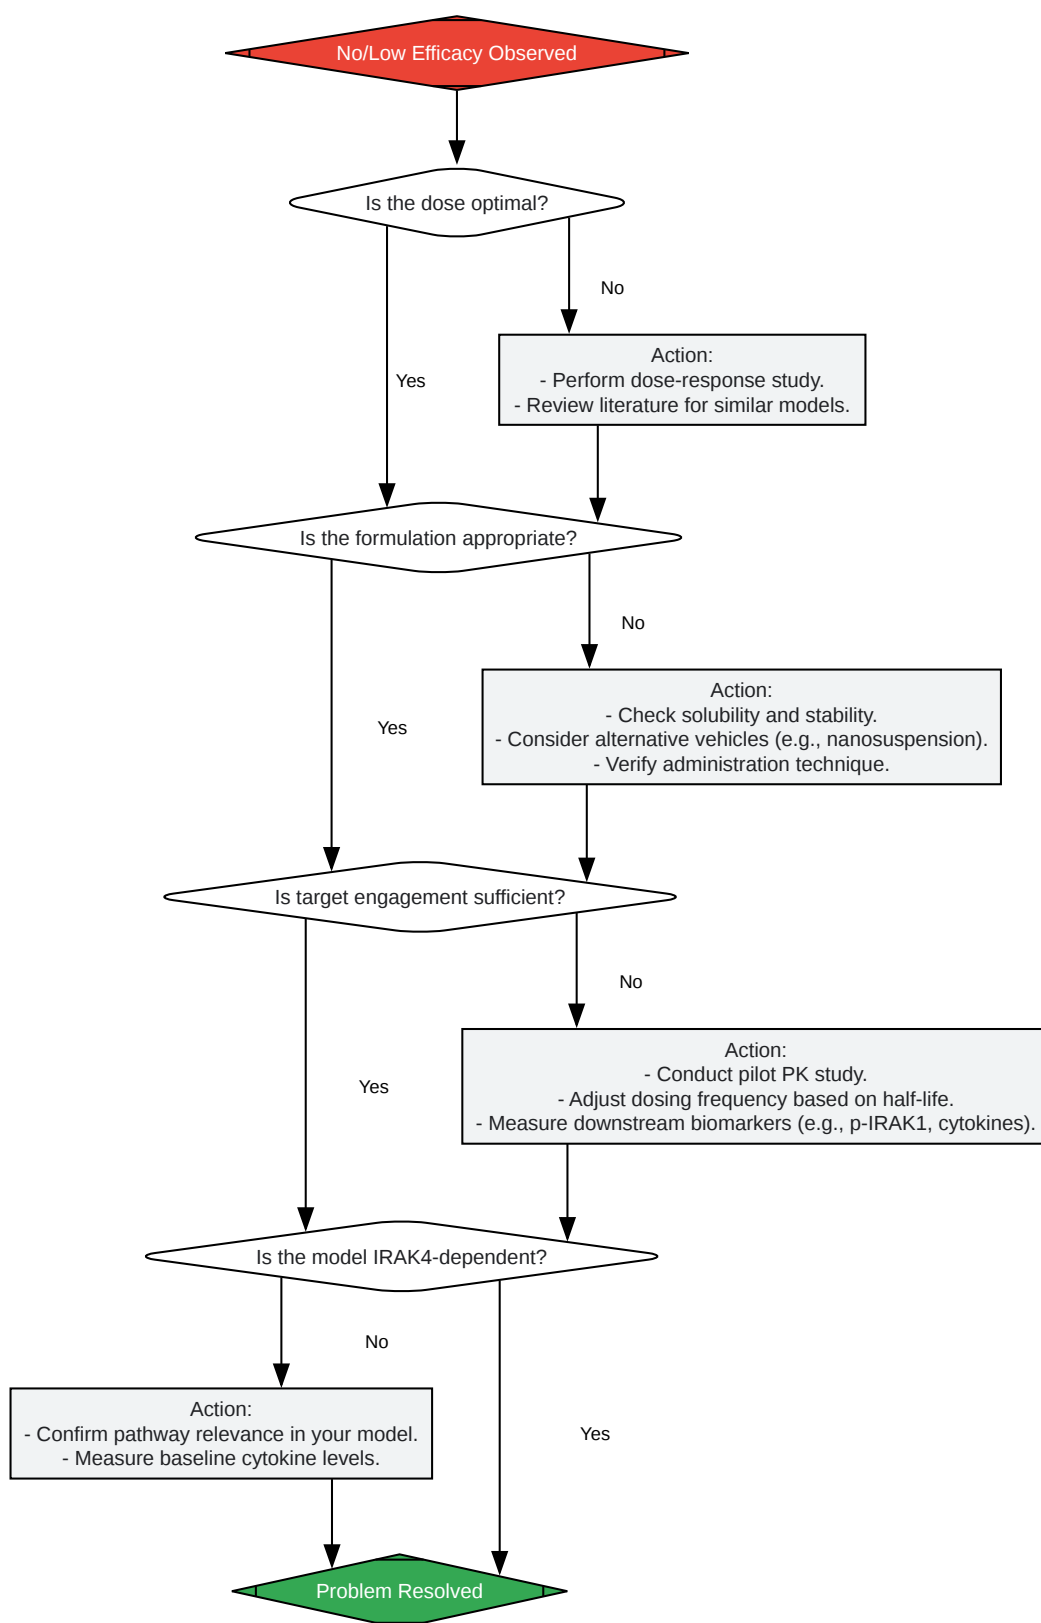 No/Low Efficacy Observed
Is the dose optimal?
No
Yes
Action:
- Perform dose-response study.
- Review literature for similar models.
Is the formulation appropriate?
No
Yes
Action:
- Check solubility and stability.
- Consider alternative vehicles (e.g., nanosuspension).
- Verify administration technique.
Is target engagement sufficient?
No
Yes
Action:
- Conduct pilot PK study.
- Adjust dosing frequency based on half-life.
- Measure downstream biomarkers (e.g., p-IRAK1, cytokines).
Is the model IRAK4-dependent?
No
Action:
- Confirm pathway relevance in your model.
- Measure baseline cytokine levels.
Yes
Problem Resolved